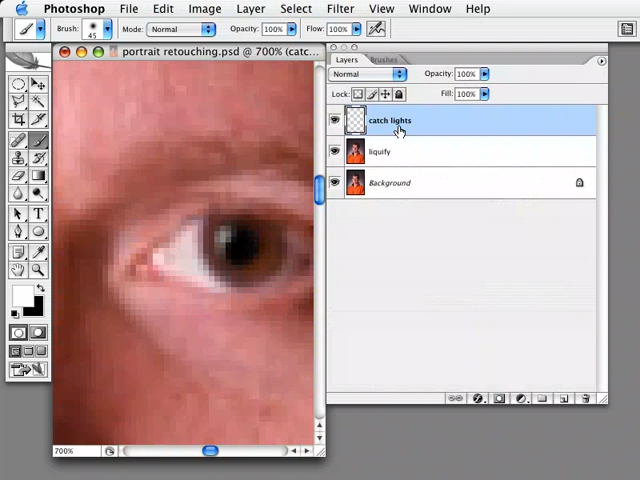 Photoshop File Edit Image Layer Select Filter View Window Help
Brush: 45 Mode: Normal Opacity: 100% Flow: 100%
portrait retouching.psd @ 700% (catc...
Layers Brushes
Normal Opacity: 100%
Lock: Fill: 100%
catch lights
liquify
Background
T
700%